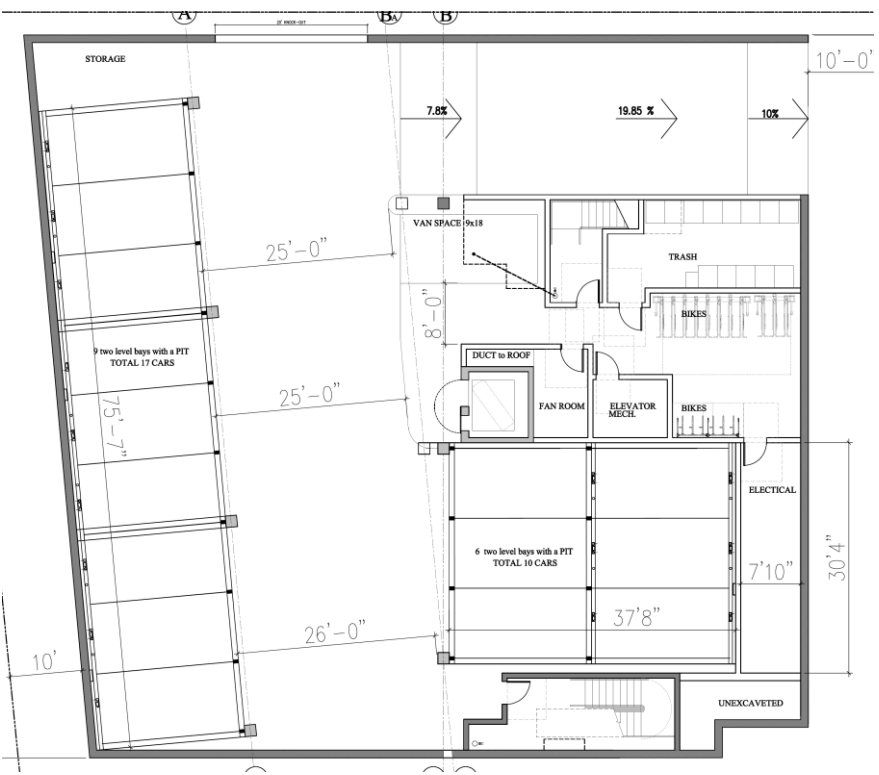 A
BA
B
25' KNOCK-OUT
STORAGE
10'-0"
7.8%
19.85 %
10%
VAN SPACE 9x18
25'-0"
TRASH
8'-0"
BIKES
9 two level bays with a PIT
TOTAL 17 CARS
DUCT to ROOF
25'-0"
75'-7"
FAN ROOM
ELEVATOR
MECH.
BIKES
ELECTICAL
6 two level bays with a PIT
TOTAL 10 CARS
7'10"
30'4"
37'8"
26'-0"
10'
UNEXCAVETED